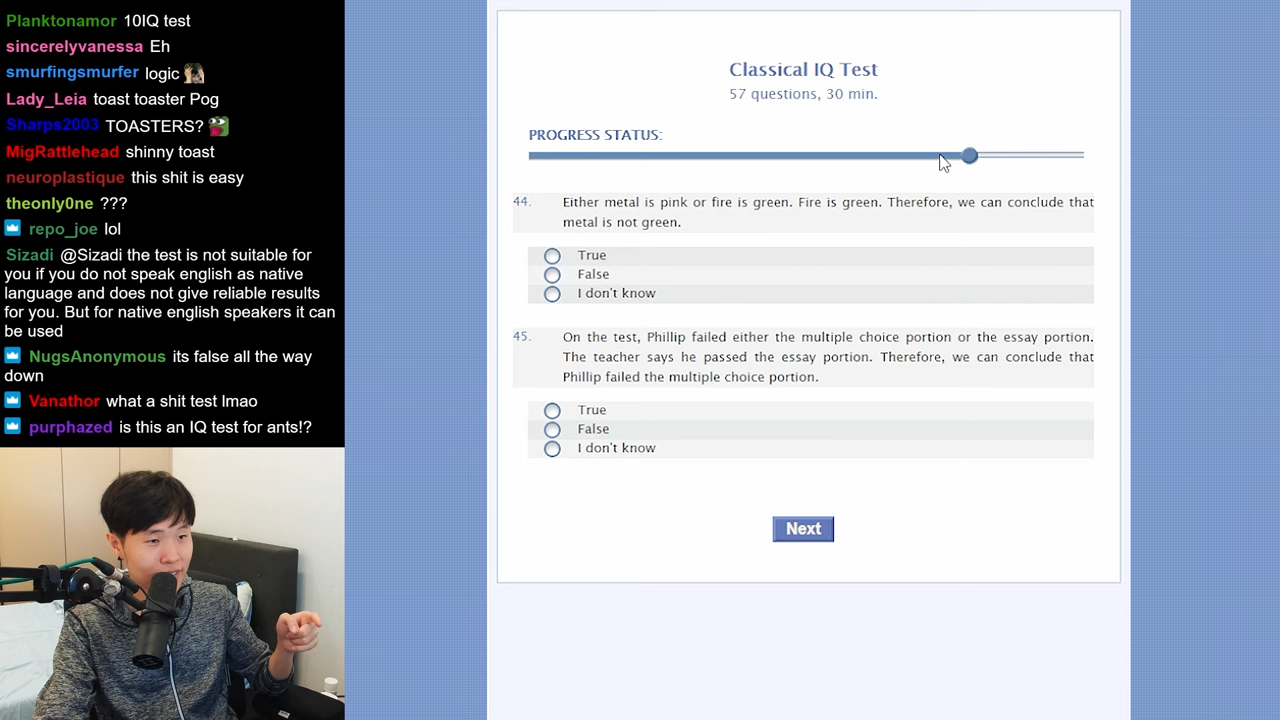 Planktonamor 10IQ test
sincerelyvanessa Eh
smurfingsmurfer logic
Lady_Leia toast toaster Pog
Sharps2003 TOASTERS?
MigRattlehead shinny toast
neuroplastique this shit is easy
theonly0ne ???
repo_joe lol
Sizadi @Sizadi the test is not suitable for
you if you do not speak english as native
language and does not give reliable results
for you. But for native english speakers it can
be used
NugsAnonymous its false all the way
down
Vanathor what a shit test lmao
purphazed is this an IQ test for ants!?
Classical IQ Test
57 questions, 30 min.
PROGRESS STATUS:
44. Either metal is pink or fire is green. Fire is green. Therefore, we can conclude that
metal is not green.
True
False
I don't know
45. On the test, Phillip failed either the multiple choice portion or the essay portion.
The teacher says he passed the essay portion. Therefore, we can conclude that
Phillip failed the multiple choice portion.
True
False
I don't know
Next